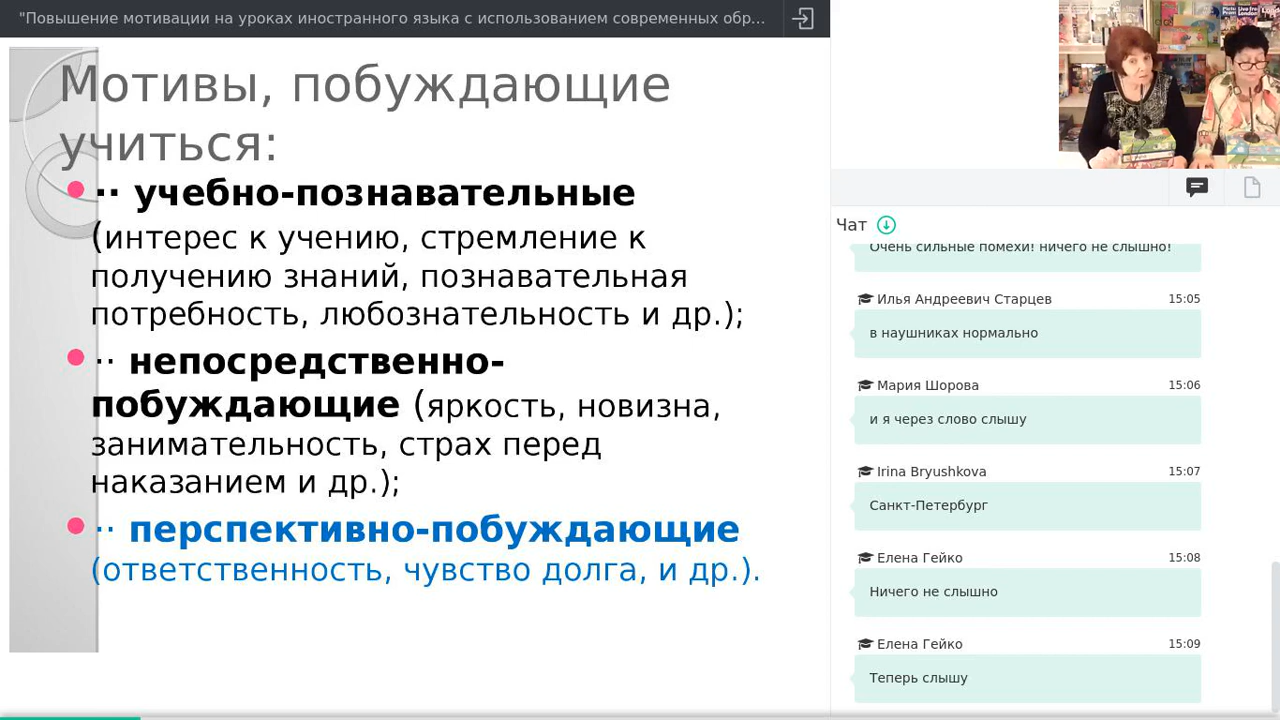 "Повышение мотивации на уроках иностранного языка с использованием современных обр...
Мотивы, побуждающие
учиться:
·· учебно-познавательные
(интерес к учению, стремление к
получению знаний, познавательная
потребность, любознательность и др.);
·· непосредственно-
побуждающие (яркость, новизна,
занимательность, страх перед
наказанием и др.);
·· перспективно-побуждающие
(ответственность, чувство долга, и др.).
Чат
Очень сильные помехи! ничего не слышно!
Илья Андреевич Старцев 15:05
в наушниках нормально
Мария Шорова 15:06
и я через слово слышу
Irina Bryushkova 15:07
Санкт-Петербург
Елена Гейко 15:08
Ничего не слышно
Елена Гейко 15:09
Теперь слышу